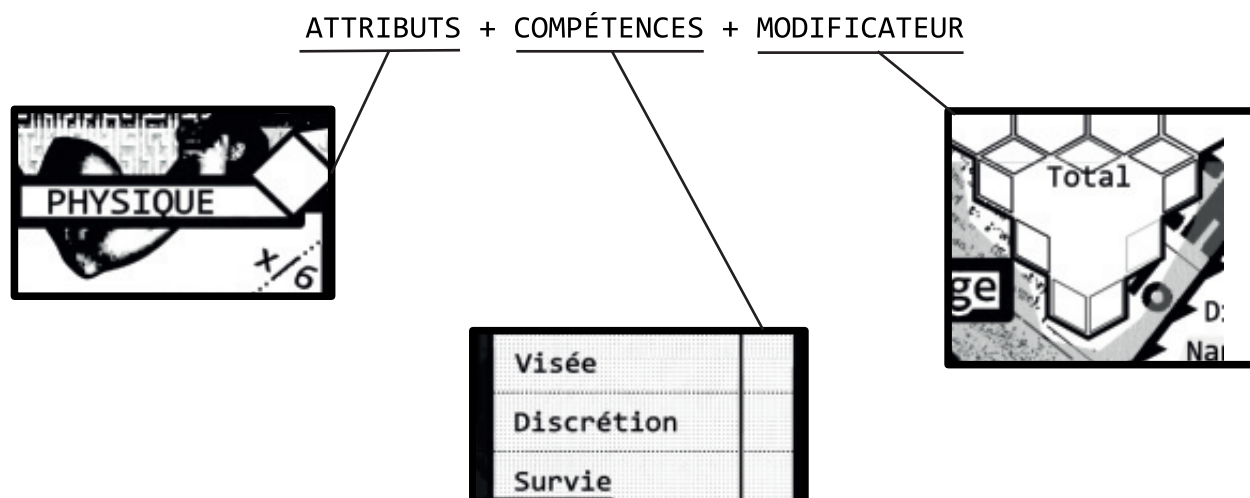 ATTRIBUTS + COMPÉTENCES + MODIFICATEUR
PHYSIQUE
x/6
Visée
Discrétion
Survie
Total
ge